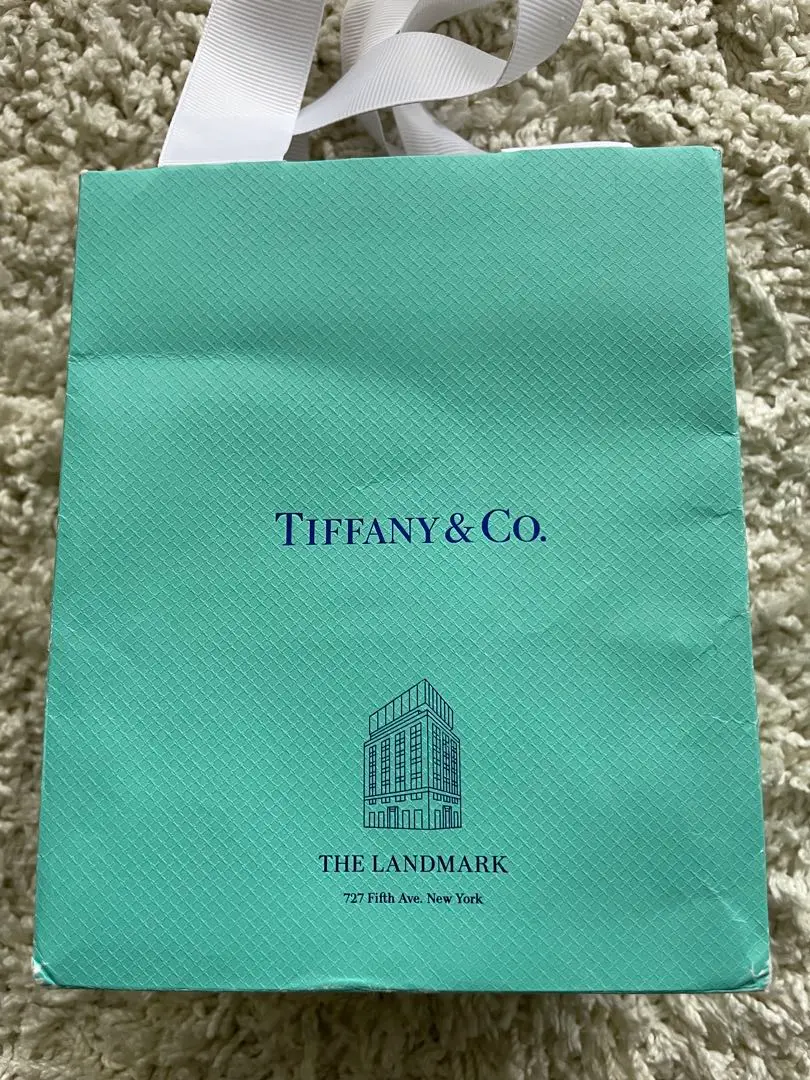 TIFFANY & CO.
THE LANDMARK
727 Fifth Ave. New York